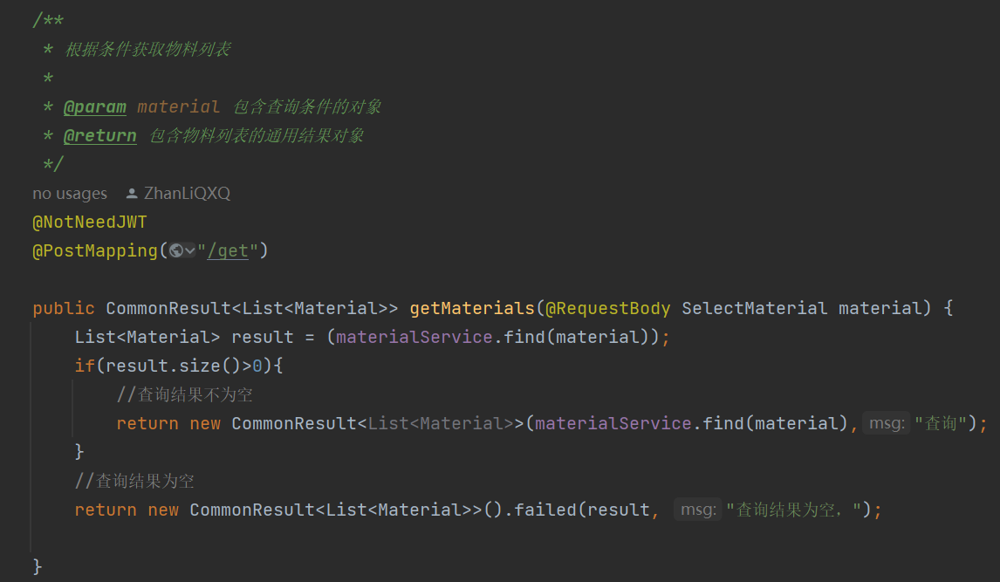 /**
 * 根据条件获取物料列表
 *
 * @param material 包含查询条件的对象
 * @return 包含物料列表的通用结果对象
 */
no usages ZhanLiQXQ
@NotNeedJWT
@PostMapping("/get")
public CommonResult<List<Material>> getMaterials(@RequestBody SelectMaterial material) {
    List<Material> result = (materialService.find(material));
    if(result.size()>0){
        //查询结果不为空
        return new CommonResult<List<Material>>(materialService.find(material), msg: "查询");
    }
    //查询结果为空
    return new CommonResult<List<Material>>().failed(result, msg: "查询结果为空，");
}